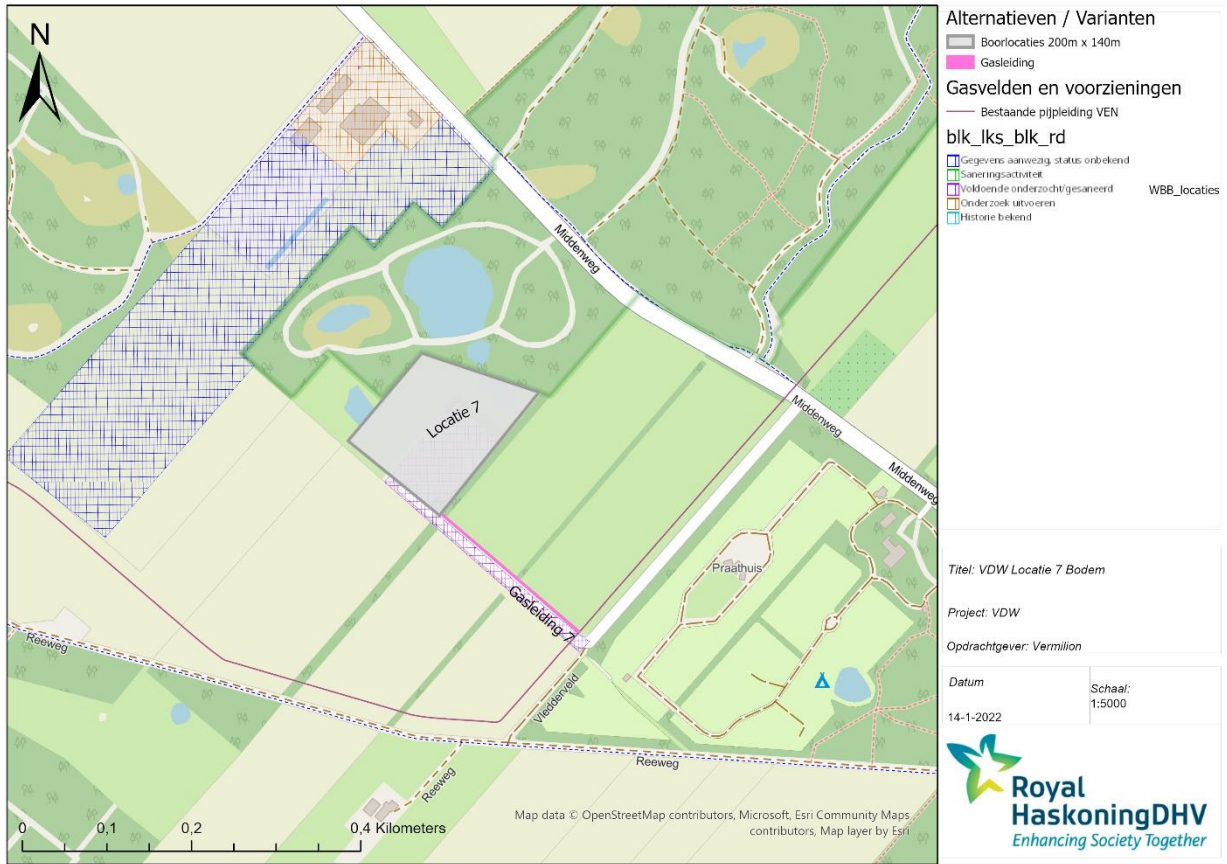 N
Middenweg
Middenweg
Middenweg
Locatie 7
Gasleiding 7
Praathuis
Vledderveld
Reeweg
Reeweg
Reeweg
0 0,1 0,2 0,4 Kilometers
Map data © OpenStreetMap contributors, Microsoft, Esri Community Maps
contributors, Map layer by Esri
Alternatieven / Varianten
Boorlocaties 200m x 140m
Gasleiding
Gasvelden en voorzieningen
Bestaande pijpleiding VEN
blk_lks_blk_rd
Gegevens aanwezig, status onbekend
Saneringsactiviteit
Voldoende onderzocht/gesaneerd WBB_locaties
Onderzoek uitvoeren
Historie bekend
Titel: VDW Locatie 7 Bodem
Project: VDW
Opdrachtgever: Vermilion
Datum
14-1-2022
Schaal:
1:5000
Royal
HaskoningDHV
Enhancing Society Together